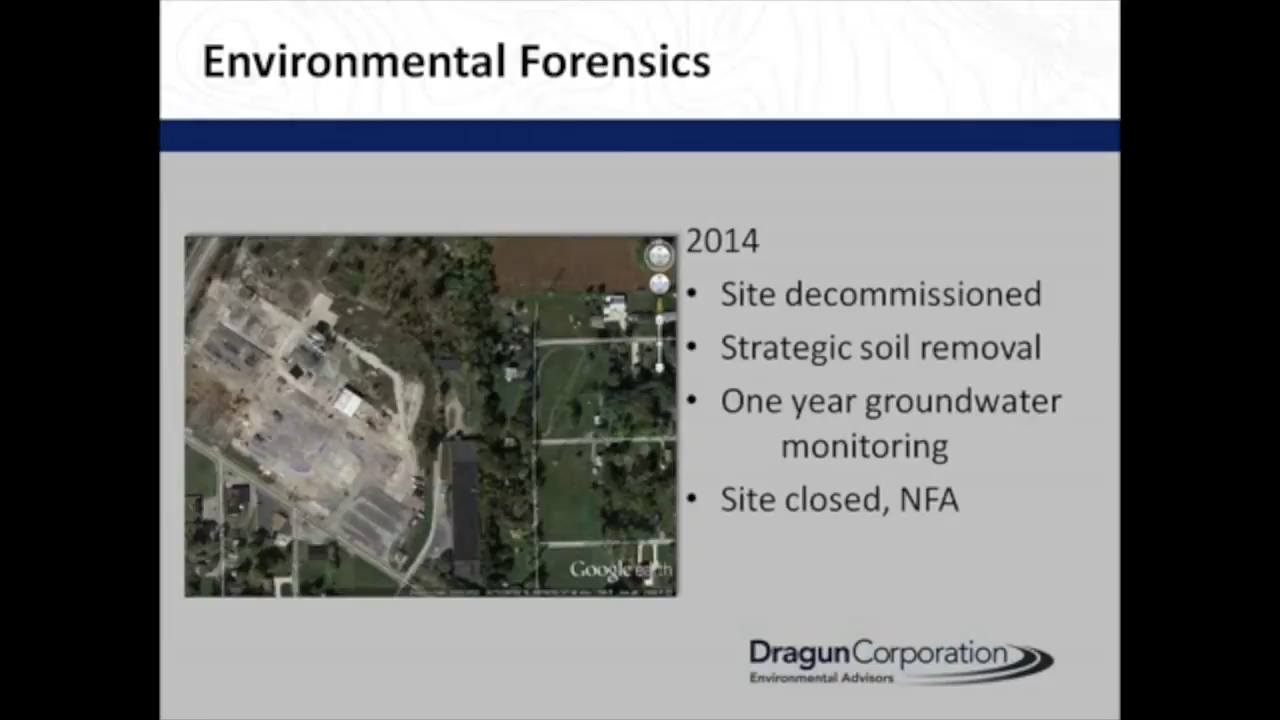 Environmental Forensics
2014
• Site decommissioned
• Strategic soil removal
• One year groundwater
monitoring
• Site closed, NFA
Google earth
DragunCorporation
Environmental Advisors